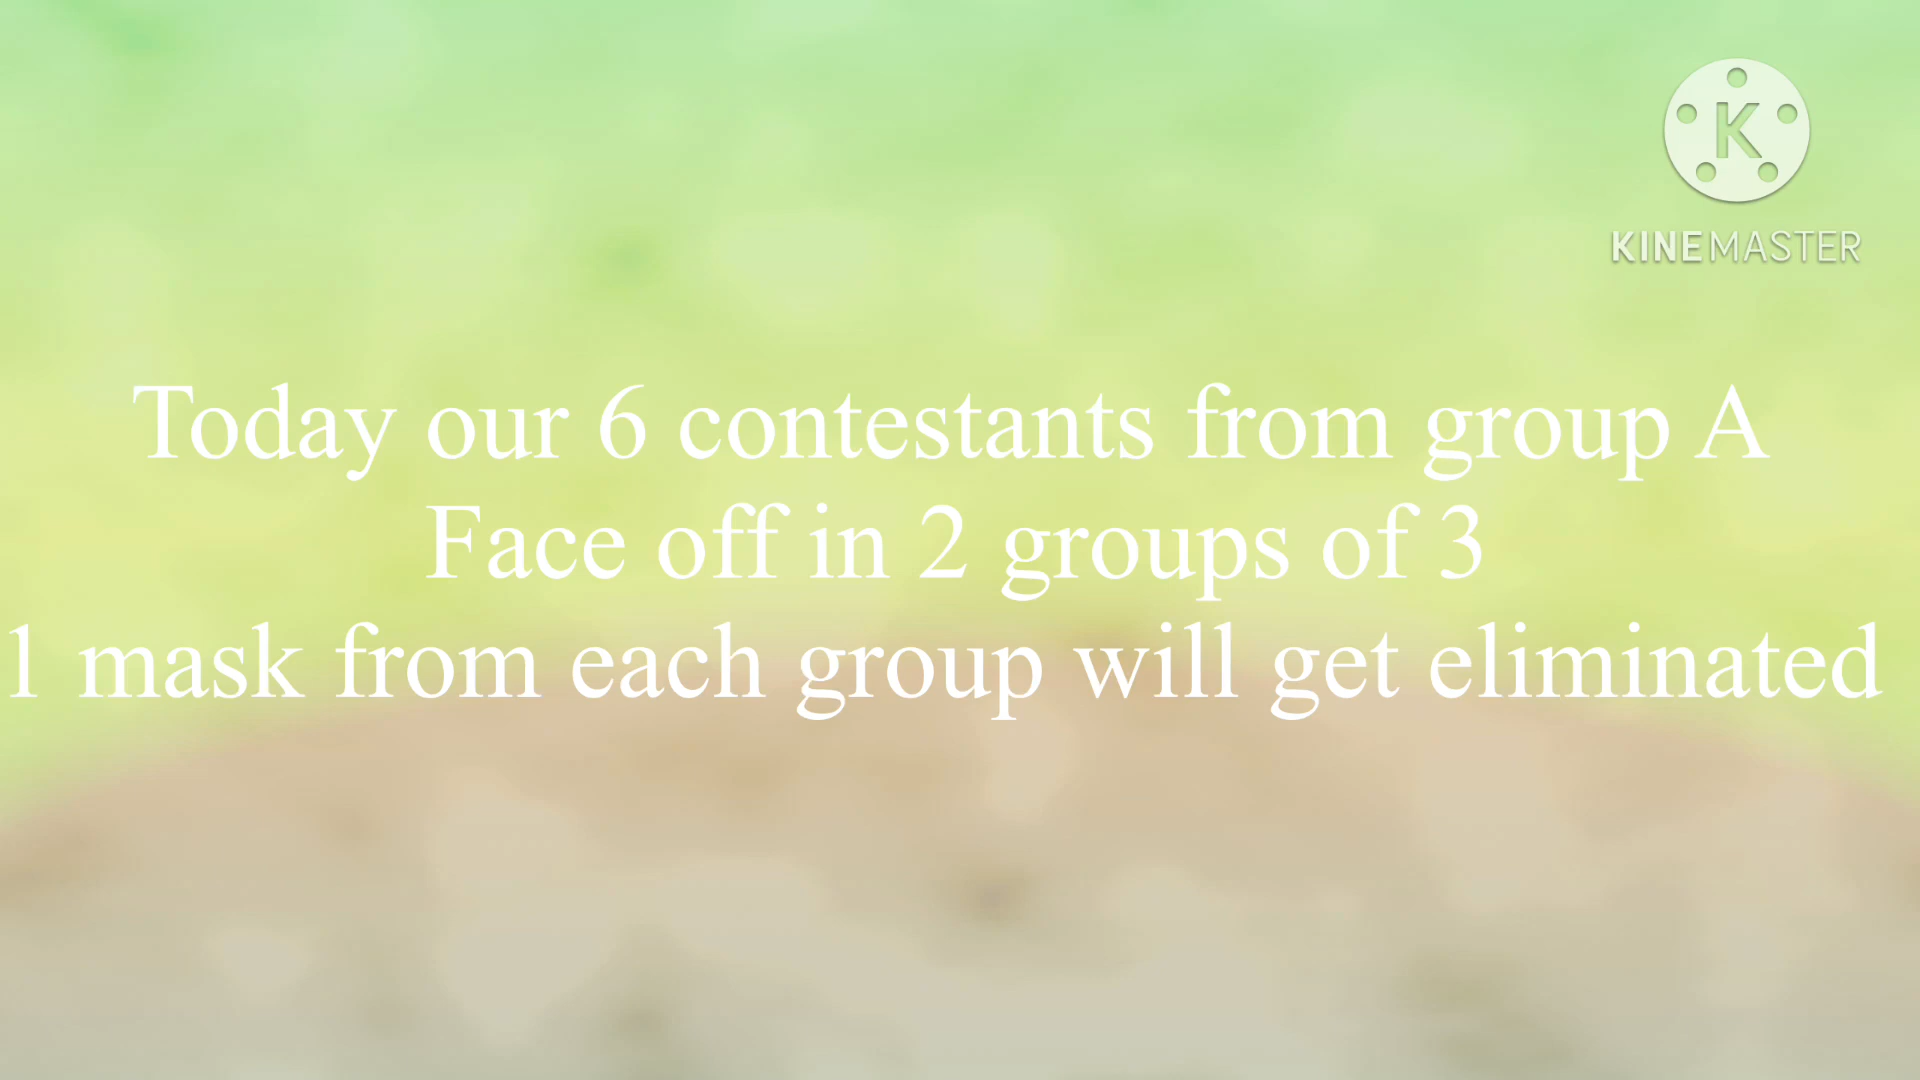 K
KINEMASTER
Today our 6 contestants from group A
Face off in 2 groups of 3
1 mask from each group will get eliminated